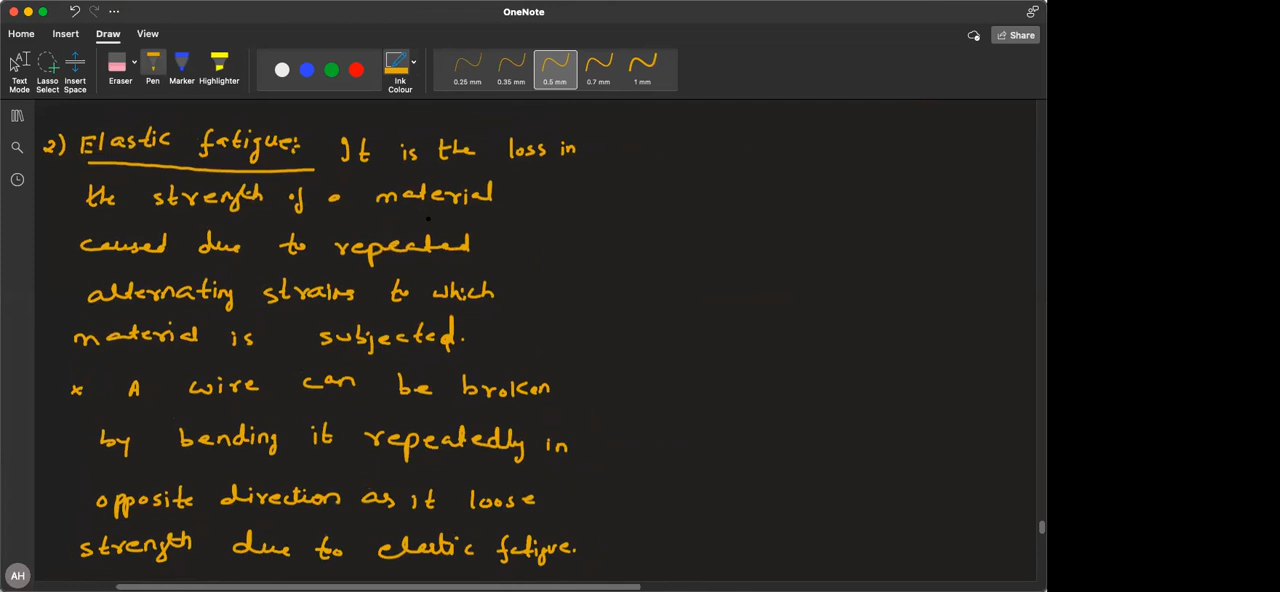 OneNote
Home Insert Draw View
Share
Text Mode
Lasso Select
Insert Space
Eraser
Pen
Marker
Highlighter
Ink Colour
0.25 mm
0.35 mm
0.5 mm
0.7 mm
1 mm
2) Elastic fatigue:- It is the loss in
the strength of a material
caused due to repeated
alternating strains to which
material is subjected.
* A wire can be broken
by bending it repeatedly in
opposite direction as it loose
strength due to elastic fatigue.
AH